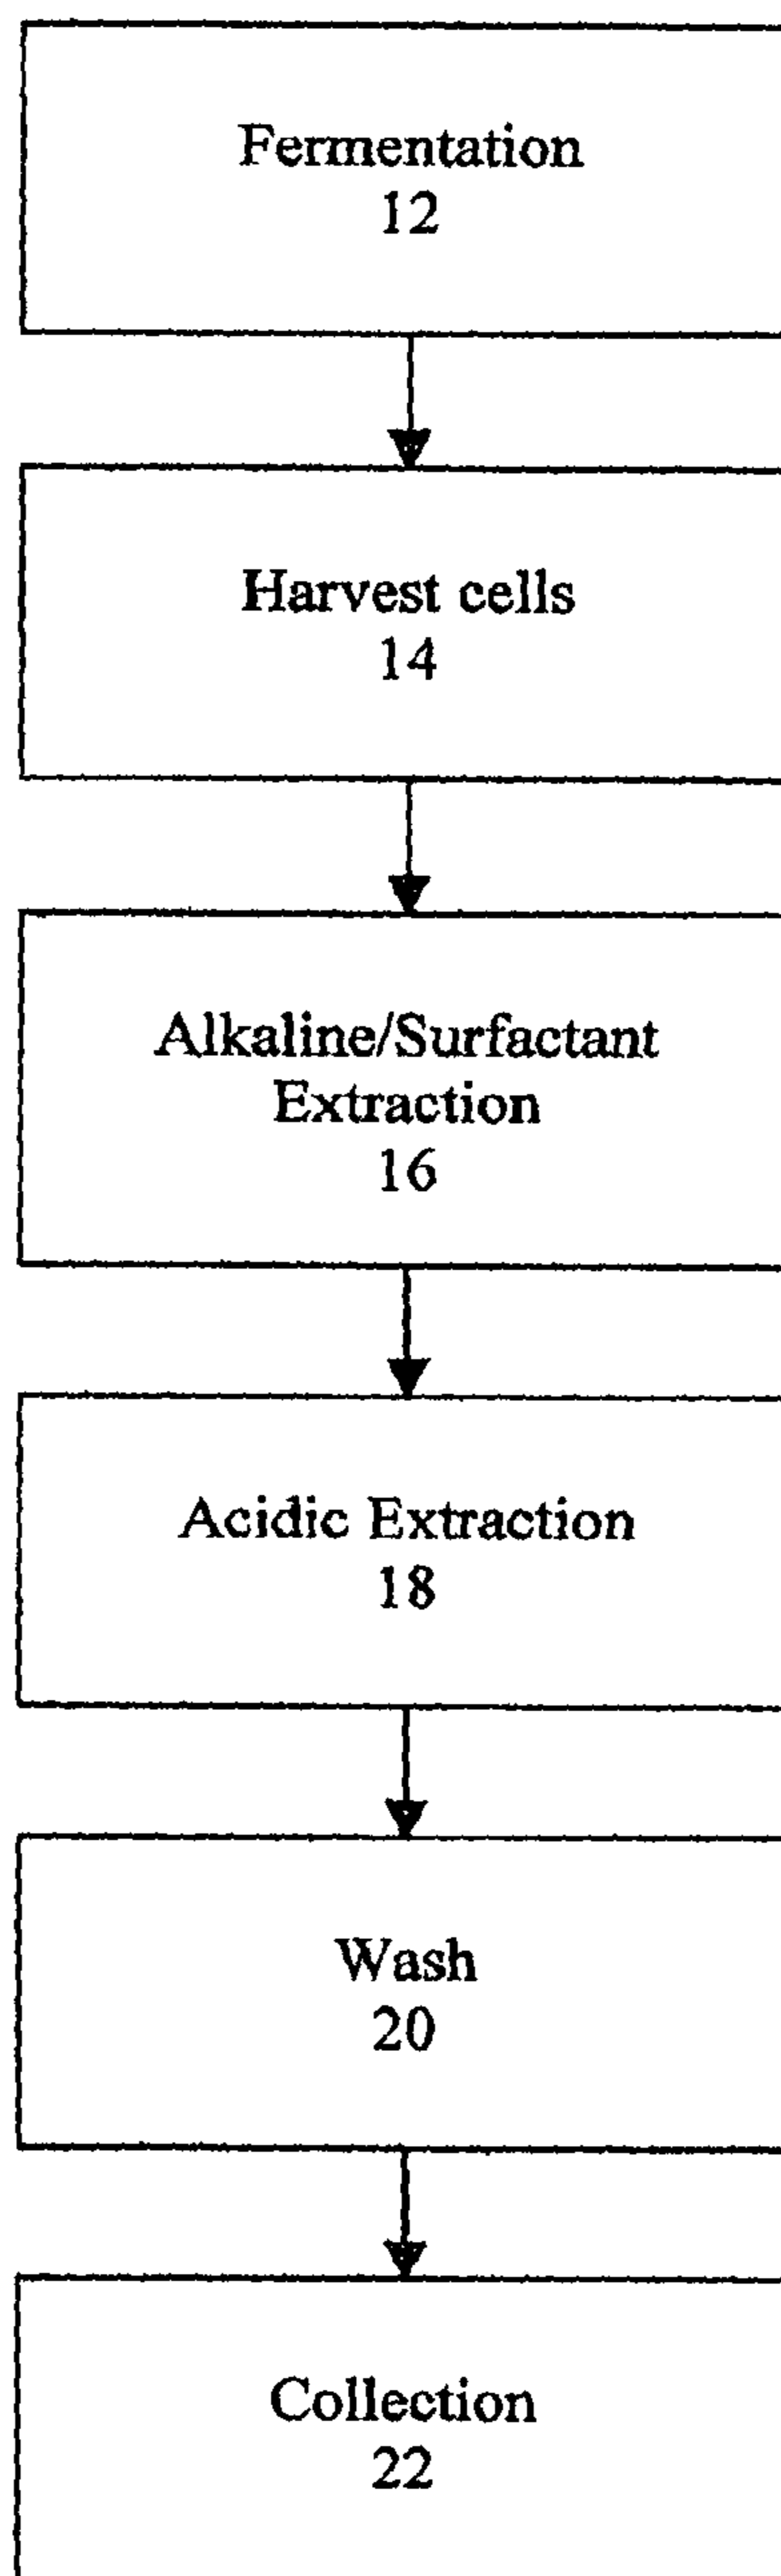 Fermentation
12
Harvest cells
14
Alkaline/Surfactant
Extraction
16
Acidic Extraction
18
Wash
20
Collection
22